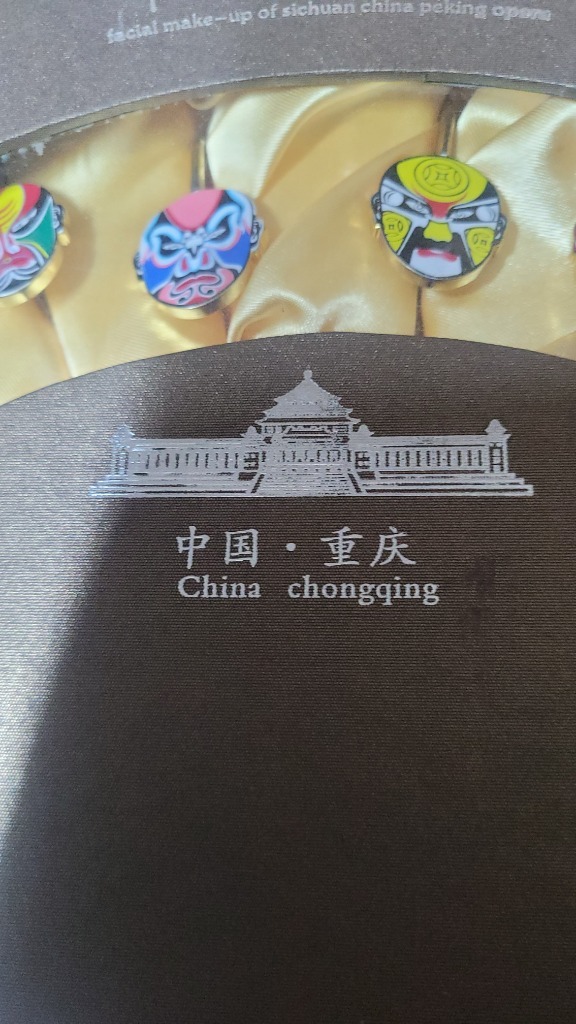 facial make-up of sichuan china peking opera
中国·重庆
China chongqing